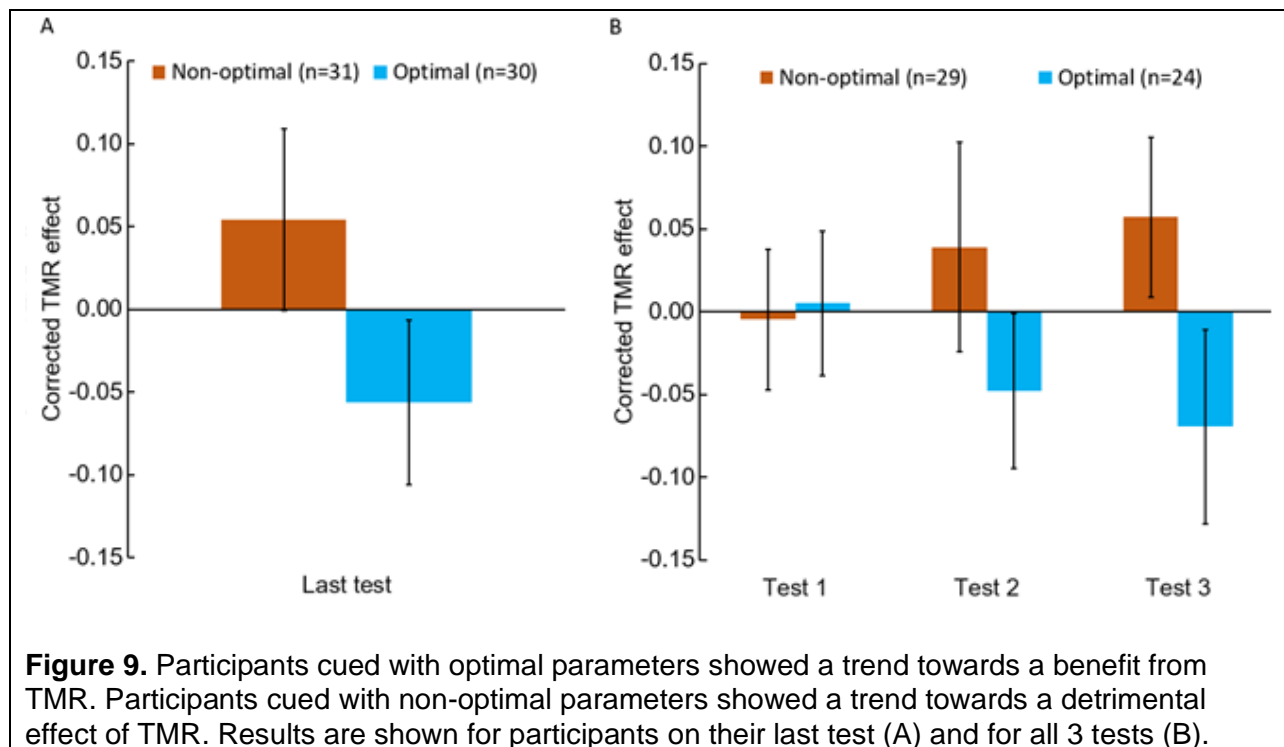 A
B
0.15
0.10
0.05
0.00
-0.05
-0.10
-0.15
Corrected TMR effect
Non-optimal (n=31) Optimal (n=30)
Last test
0.15
0.10
0.05
0.00
-0.05
-0.10
-0.15
Corrected TMR effect
Non-optimal (n=29) Optimal (n=24)
Test 1 Test 2 Test 3
Figure 9. Participants cued with optimal parameters showed a trend towards a benefit from
TMR. Participants cued with non-optimal parameters showed a trend towards a detrimental
effect of TMR. Results are shown for participants on their last test (A) and for all 3 tests (B).